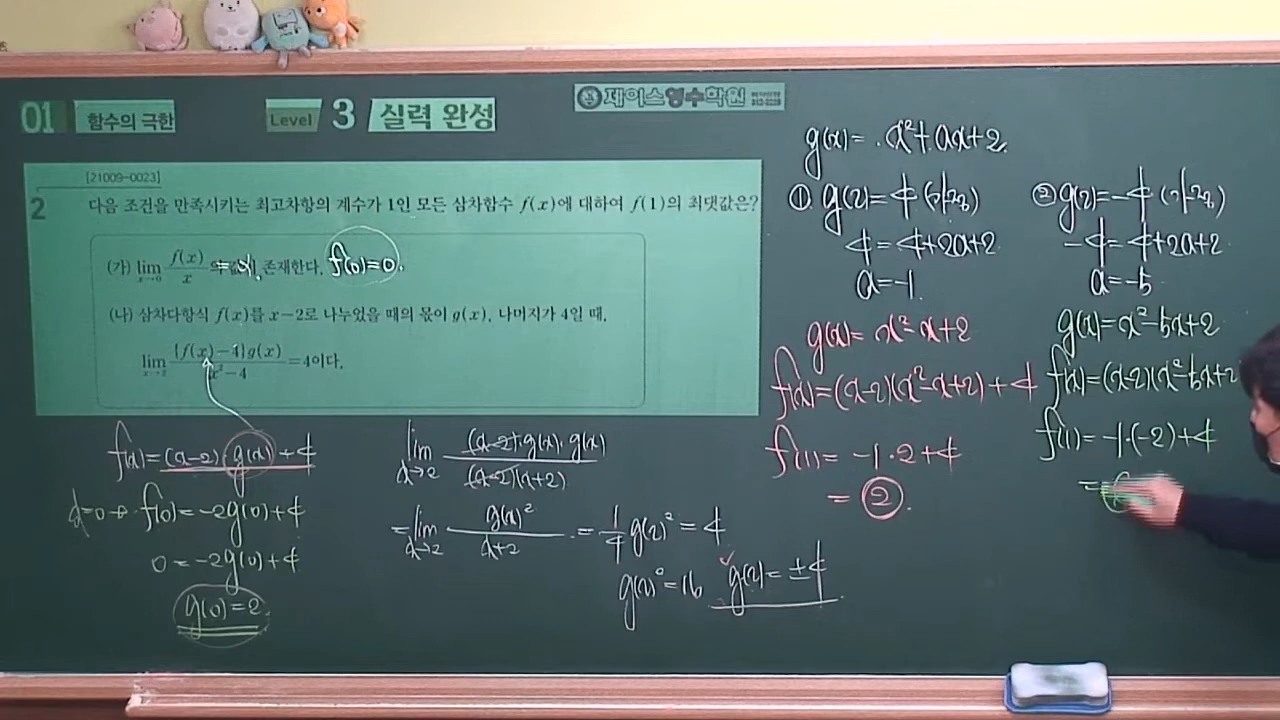 01 함수의 극한
Level 3 실력 완성
제이스영수학원
[21009-0023]
2 다음 조건을 만족시키는 최고차항의 계수가 1인 모든 삼차함수 f(x)에 대하여 f(1)의 최댓값은?
(가) lim x→0 f(x)/x 존재한다. f(0)=0.
(나) 삼차다항식 f(x)를 x-2로 나누었을 때의 몫이 g(x), 나머지가 4일 때,
lim x→2 {f(x)-4}g(x)/x²-4 =4이다.
f(x)=(x-2)·g(x)+4
f(0)=-2g(0)+4
0=-2g(0)+4
g(0)=2
lim x→2 (x-2)·g(x)·g(x)/(x-2)(x+2)
=lim x→2 g(x)²/x+2 =1/4 g(2)²=4
g(2)²=16 g(2)=±4
g(x)=x²+ax+2
① g(2)=4
4=4+2a+2
a=-1
g(x)=x²-x+2
f(x)=(x-2)(x²-x+2)+4
f(1)=-1·2+4
=2
② g(2)=-4
-4=4+2a+2
a=-5
g(x)=x²-5x+2
f(x)=(x-2)(x²-5x+2
f(1)=-1·(-2)+4
=